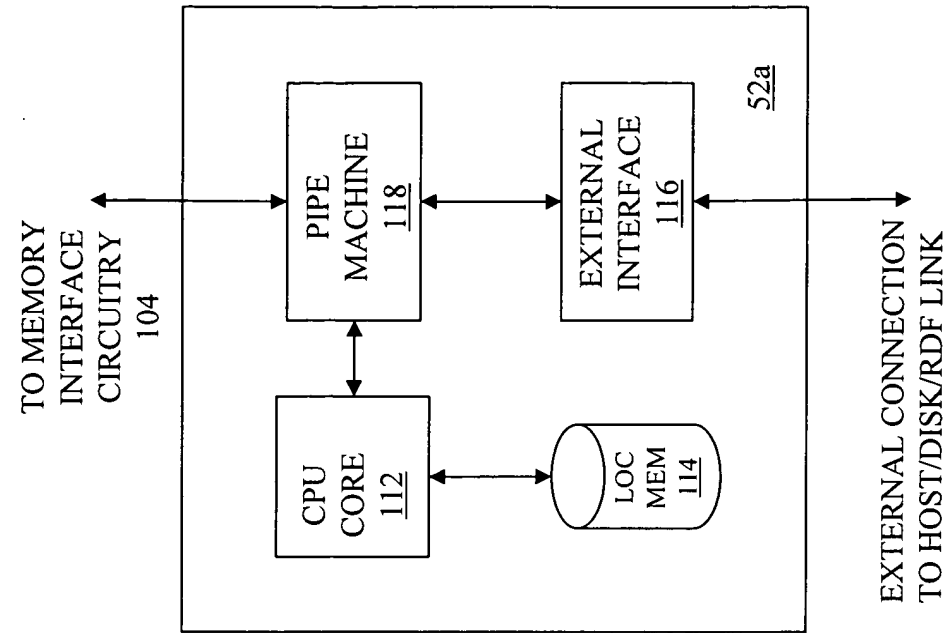 TO MEMORY
INTERFACE
CIRCUITRY
104
CPU
CORE
112
PIPE
MACHINE
118
LOC
MEM
114
EXTERNAL
INTERFACE
116
52a
EXTERNAL CONNECTION
TO HOST/DISK/RDF LINK